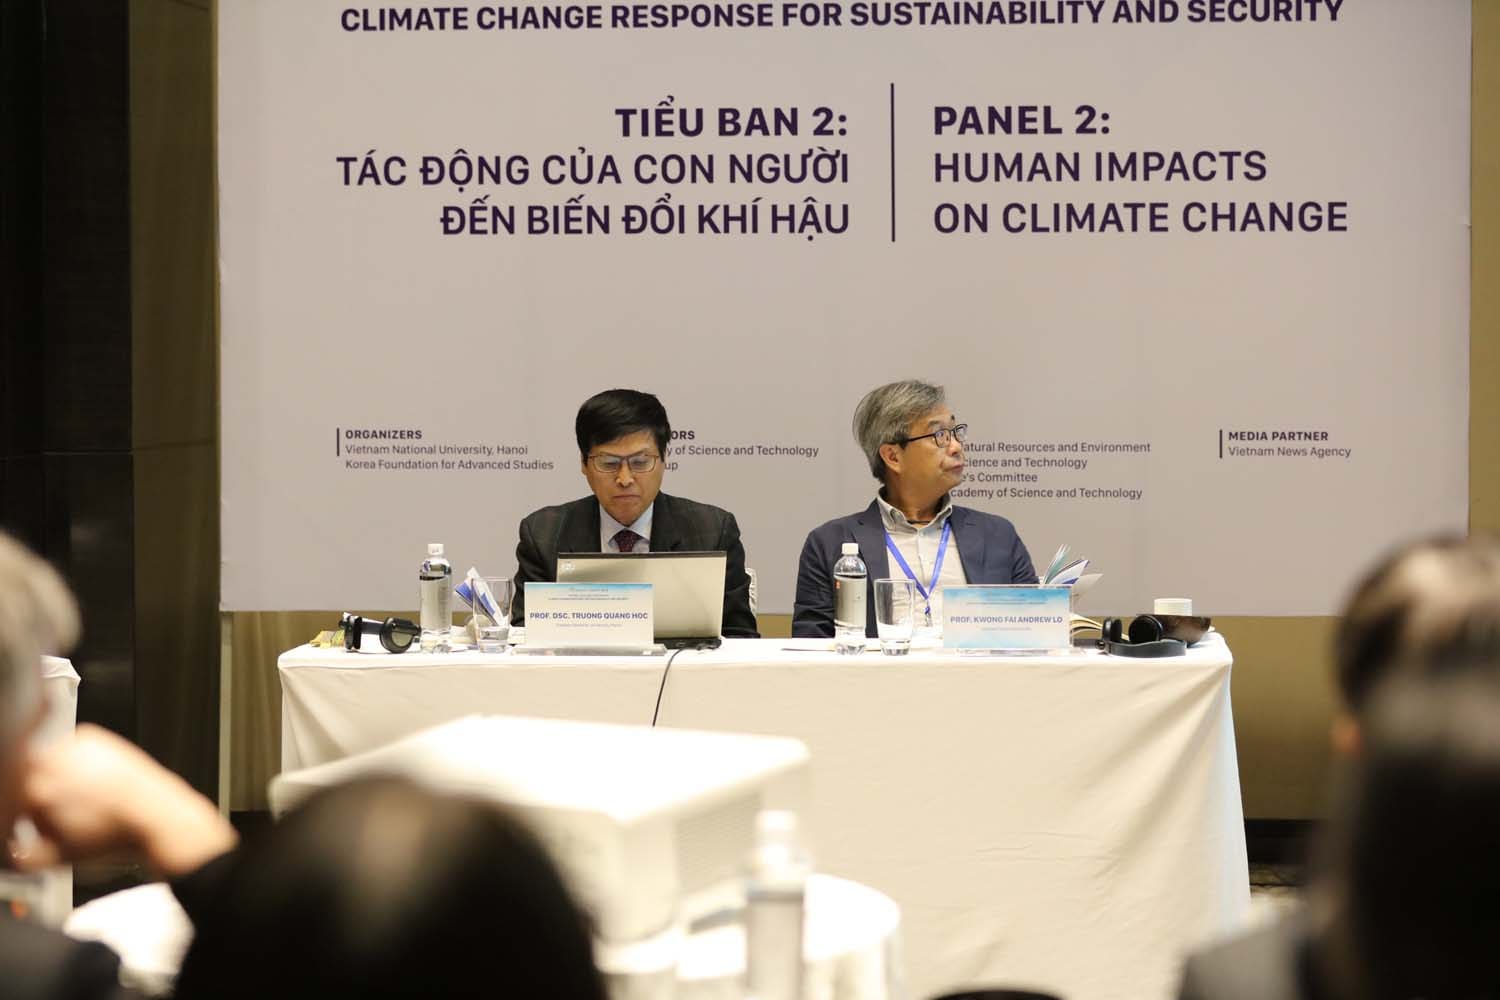 CLIMATE CHANGE RESPONSE FOR SUSTAINABILITY AND SECURITY
TIỂU BAN 2:
TÁC ĐỘNG CỦA CON NGƯỜI
ĐẾN BIẾN ĐỔI KHÍ HẬU
PANEL 2:
HUMAN IMPACTS
ON CLIMATE CHANGE
ORGANIZERS
Vietnam National University, Hanoi
Korea Foundation for Advanced Studies
of Science and Technology
Resources and Environment
and Technology
Committee
of Science and Technology
MEDIA PARTNER
Vietnam News Agency
PROF. DSC. TRUONG QUANG HOC
PROF. KWONG FAI ANDREW LO